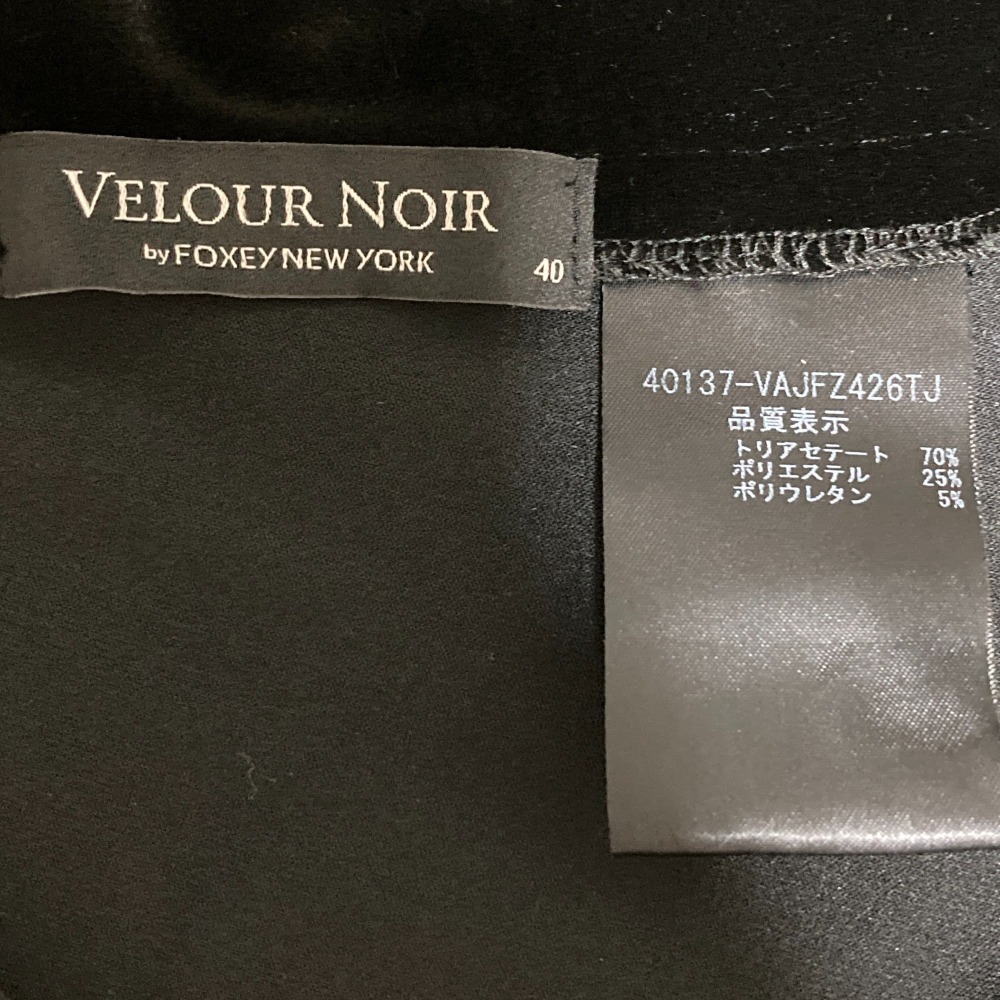 VELOUR NOIR
by FOXEY NEW YORK
40
40137-VAJFZ426TJ
品質表示
トリアセテート 70%
ポリエステル 25%
ポリウレタン 5%